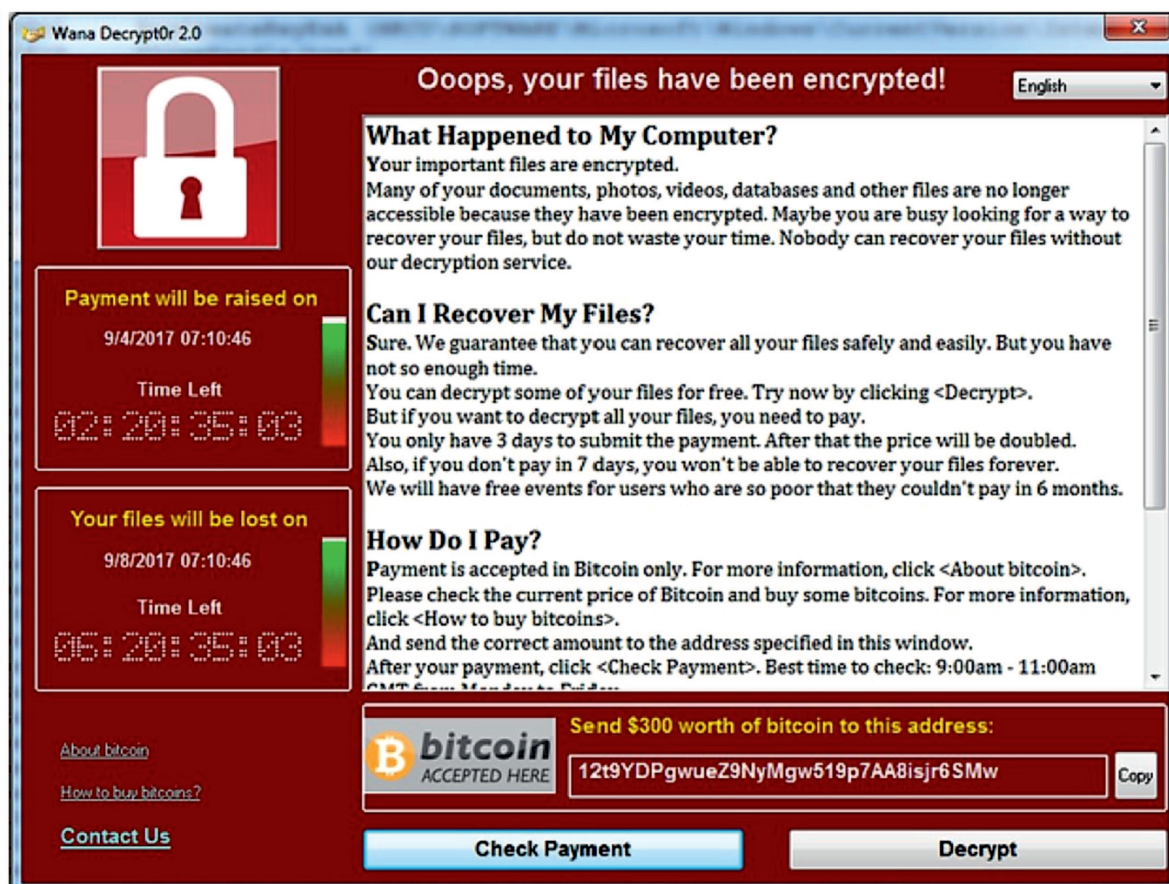 Wana Decrypt0r 2.0
Ooops, your files have been encrypted!
English
What Happened to My Computer?
Your important files are encrypted.
Many of your documents, photos, videos, databases and other files are no longer
accessible because they have been encrypted. Maybe you are busy looking for a way to
recover your files, but do not waste your time. Nobody can recover your files without
our decryption service.
Can I Recover My Files?
Sure. We guarantee that you can recover all your files safely and easily. But you have
not so enough time.
You can decrypt some of your files for free. Try now by clicking <Decrypt>.
But if you want to decrypt all your files, you need to pay.
You only have 3 days to submit the payment. After that the price will be doubled.
Also, if you don't pay in 7 days, you won't be able to recover your files forever.
We will have free events for users who are so poor that they couldn't pay in 6 months.
How Do I Pay?
Payment is accepted in Bitcoin only. For more information, click <About bitcoin>.
Please check the current price of Bitcoin and buy some bitcoins. For more information,
click <How to buy bitcoins>.
And send the correct amount to the address specified in this window.
After your payment, click <Check Payment>. Best time to check: 9:00am - 11:00am
GMT from Monday to Friday
Payment will be raised on
9/4/2017 07:10:46
Time Left
02:20:35:03
Your files will be lost on
9/8/2017 07:10:46
Time Left
06:20:35:03
About bitcoin
How to buy bitcoins?
Contact Us
bitcoin
ACCEPTED HERE
Send $300 worth of bitcoin to this address:
12t9YDPgwueZ9NyMgw519p7AA8isjr6SMw
Copy
Check Payment
Decrypt